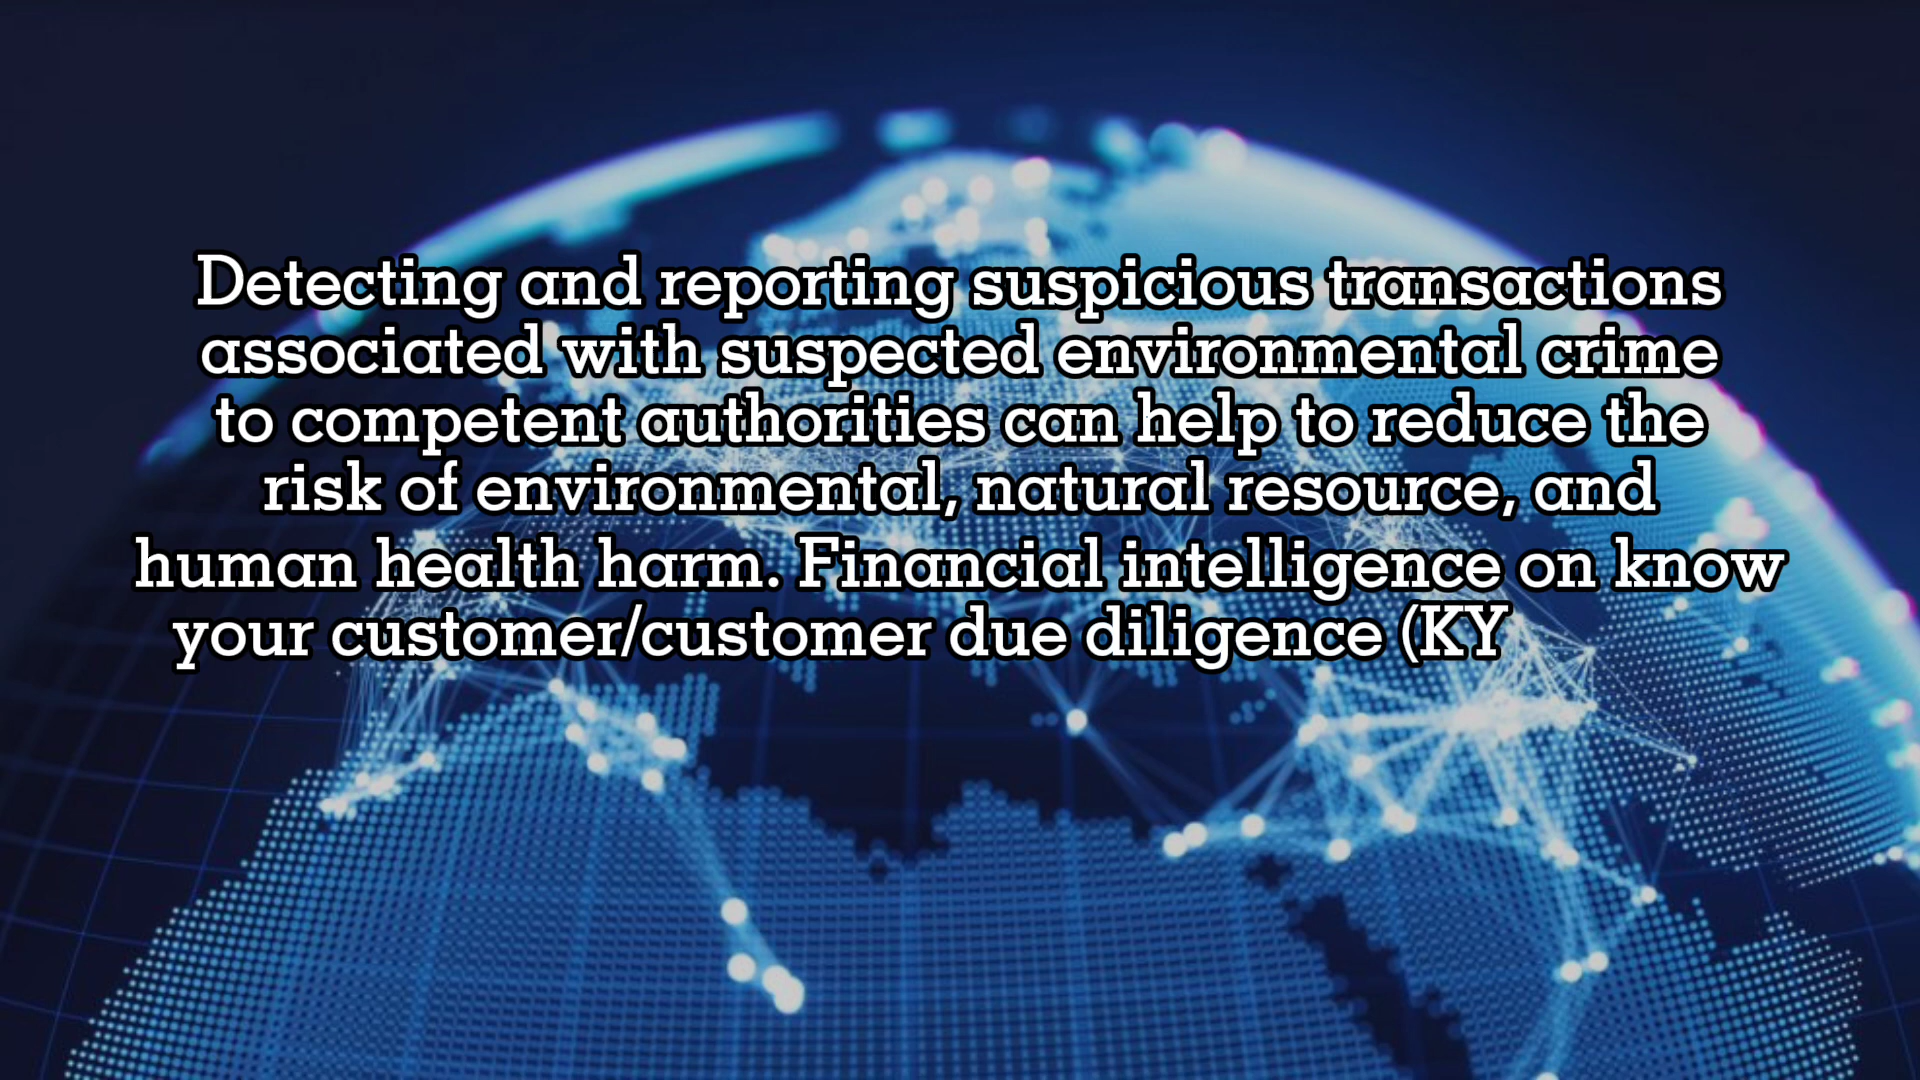 Detecting and reporting suspicious transactions
associated with suspected environmental crime
to competent authorities can help to reduce the
risk of environmental, natural resource, and
human health harm. Financial intelligence on know
your customer/customer due diligence (KY